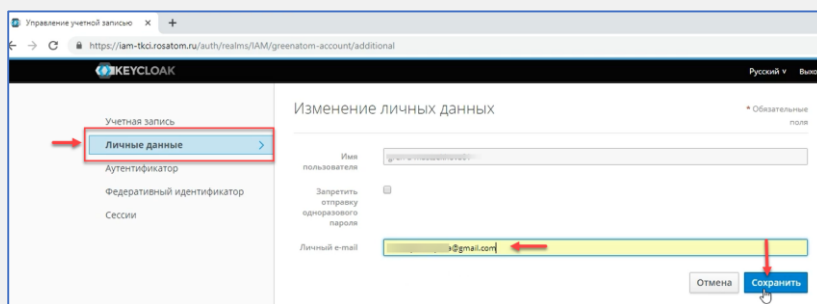 Управление учетной записью
https://iam-tkci.rosatom.ru/auth/realms/IAM/greenatom-account/additional
KEYCLOAK
Русский
Учетная запись
Личные данные
Аутентификатор
Федеративный идентификатор
Сессии
Изменение личных данных
* Обязательные
поля
Имя
пользователя
Запретить
отправку
одноразового
пароля
Личный e-mail
@gmail.com
Отмена
Сохранить